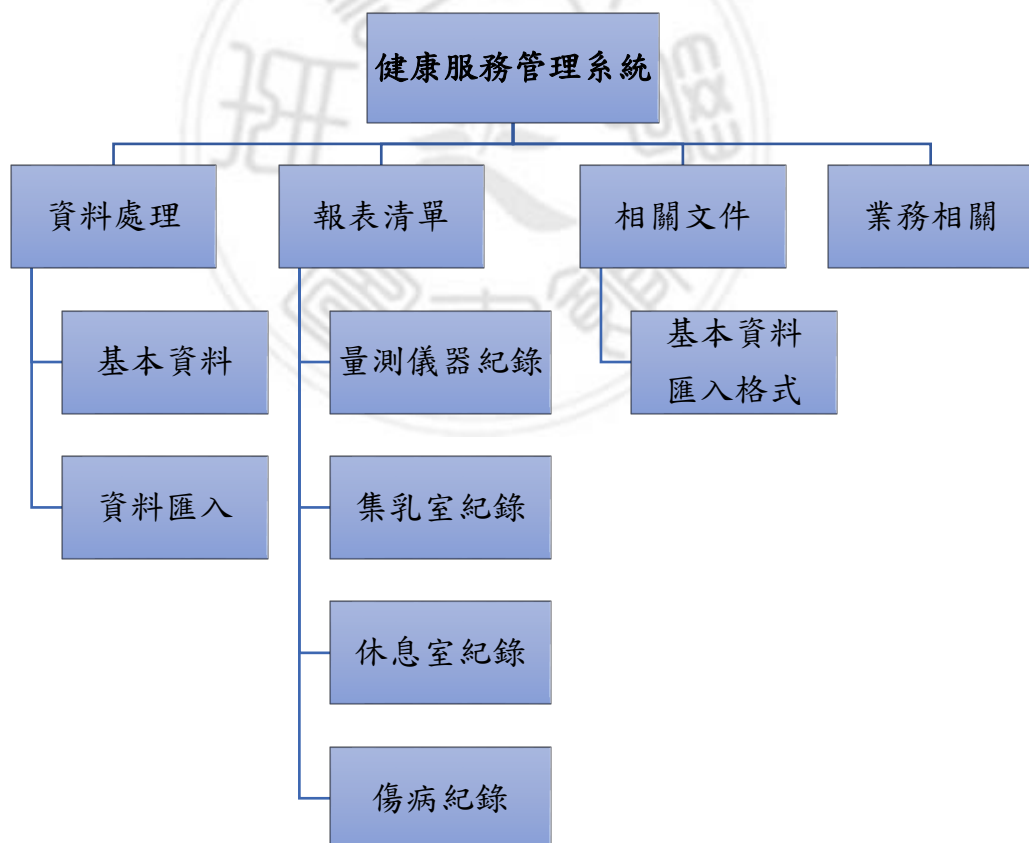 健康服務管理系統
資料處理
報表清單
相關文件
業務相關
基本資料
資料匯入
量測儀器紀錄
集乳室紀錄
休息室紀錄
傷病紀錄
基本資料
匯入格式